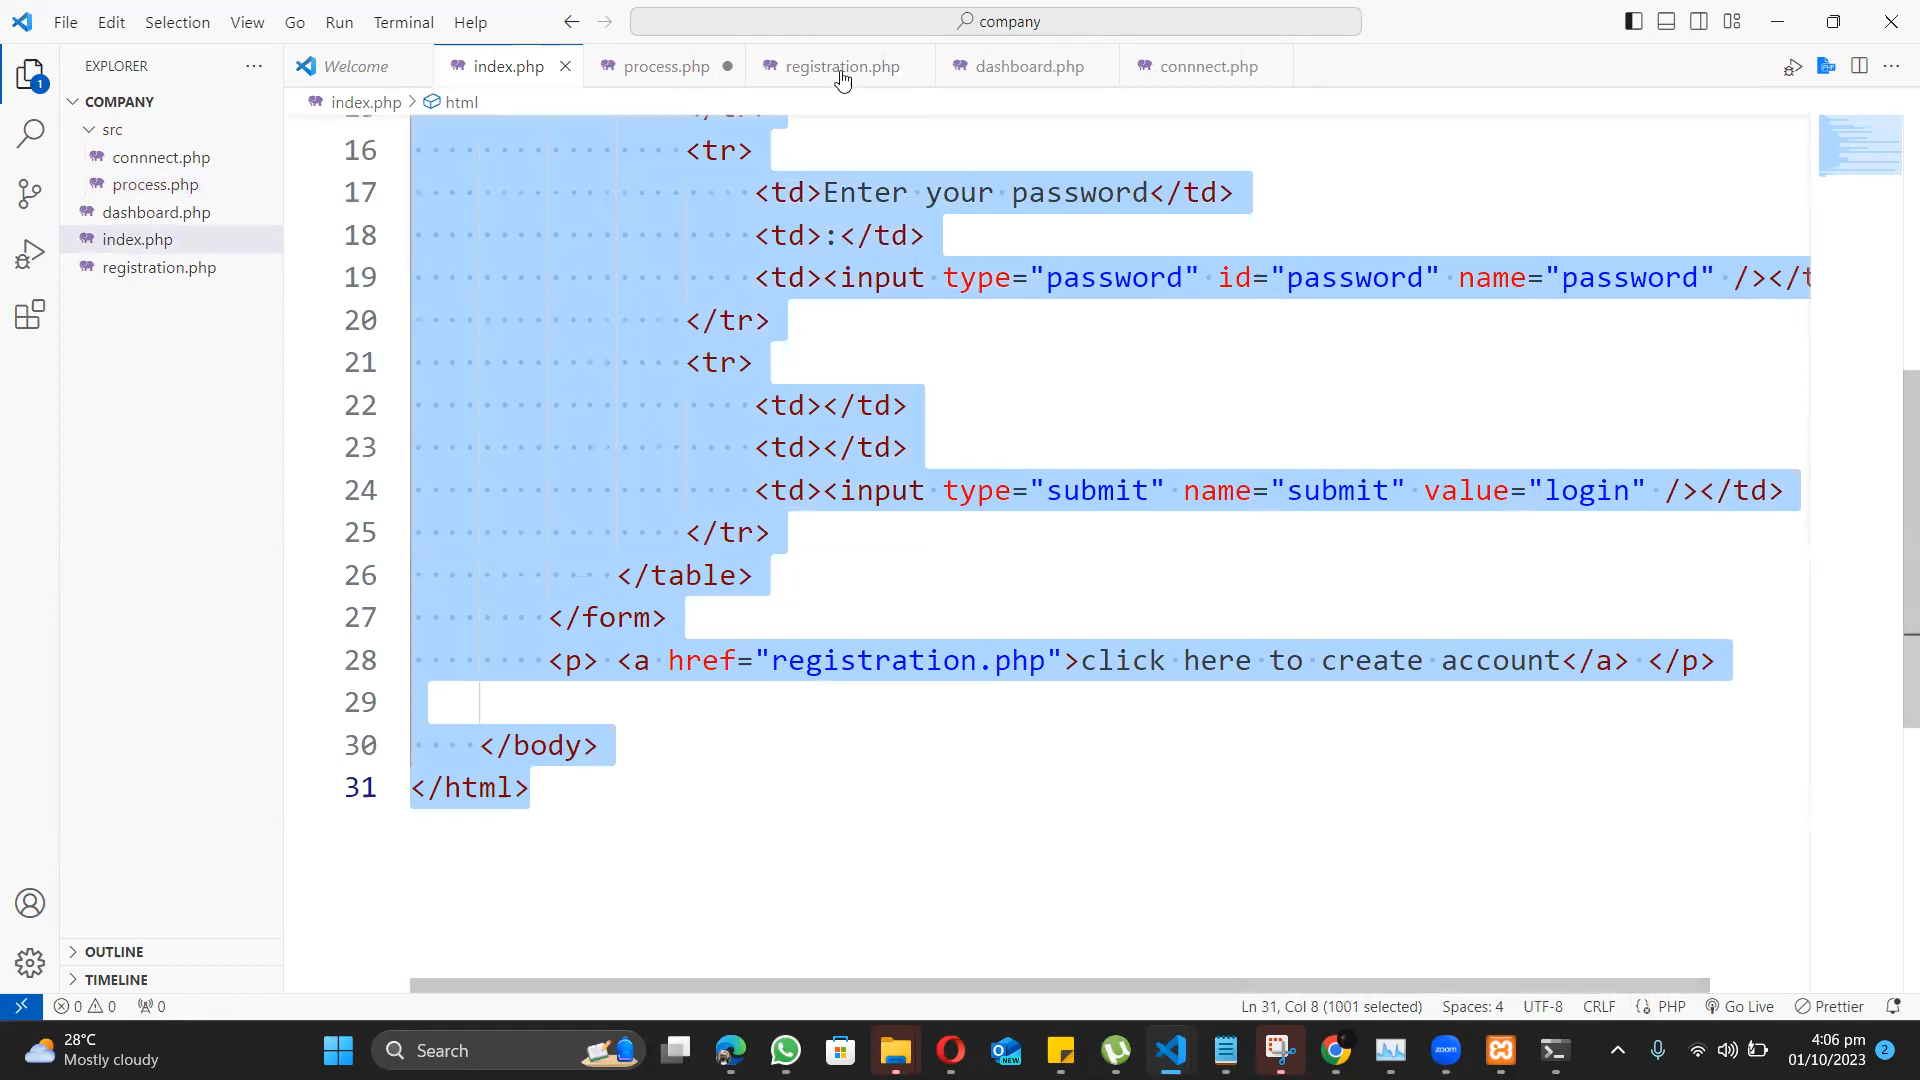 File Edit Selection View Go Run Terminal Help
company
EXPLORER
Welcome
index.php
process.php
registration.php
dashboard.php
connnect.php
index.php > html
COMPANY
src
connnect.php
process.php
dashboard.php
index.php
registration.php
16 <tr>
17 <td>Enter your password</td>
18 <td>:</td>
19 <td><input type="password" id="password" name="password" /></t
20 </tr>
21 <tr>
22 <td></td>
23 <td></td>
24 <td><input type="submit" name="submit" value="login" /></td>
25 </tr>
26 </table>
27 </form>
28 <p> <a href="registration.php">click here to create account</a> </p>
29
30 </body>
31 </html>
OUTLINE
TIMELINE
0 0 0
Ln 31, Col 8 (1001 selected) Spaces: 4 UTF-8 CRLF PHP Go Live Prettier
28°C
Mostly cloudy
Search
4:06 pm
01/10/2023
2